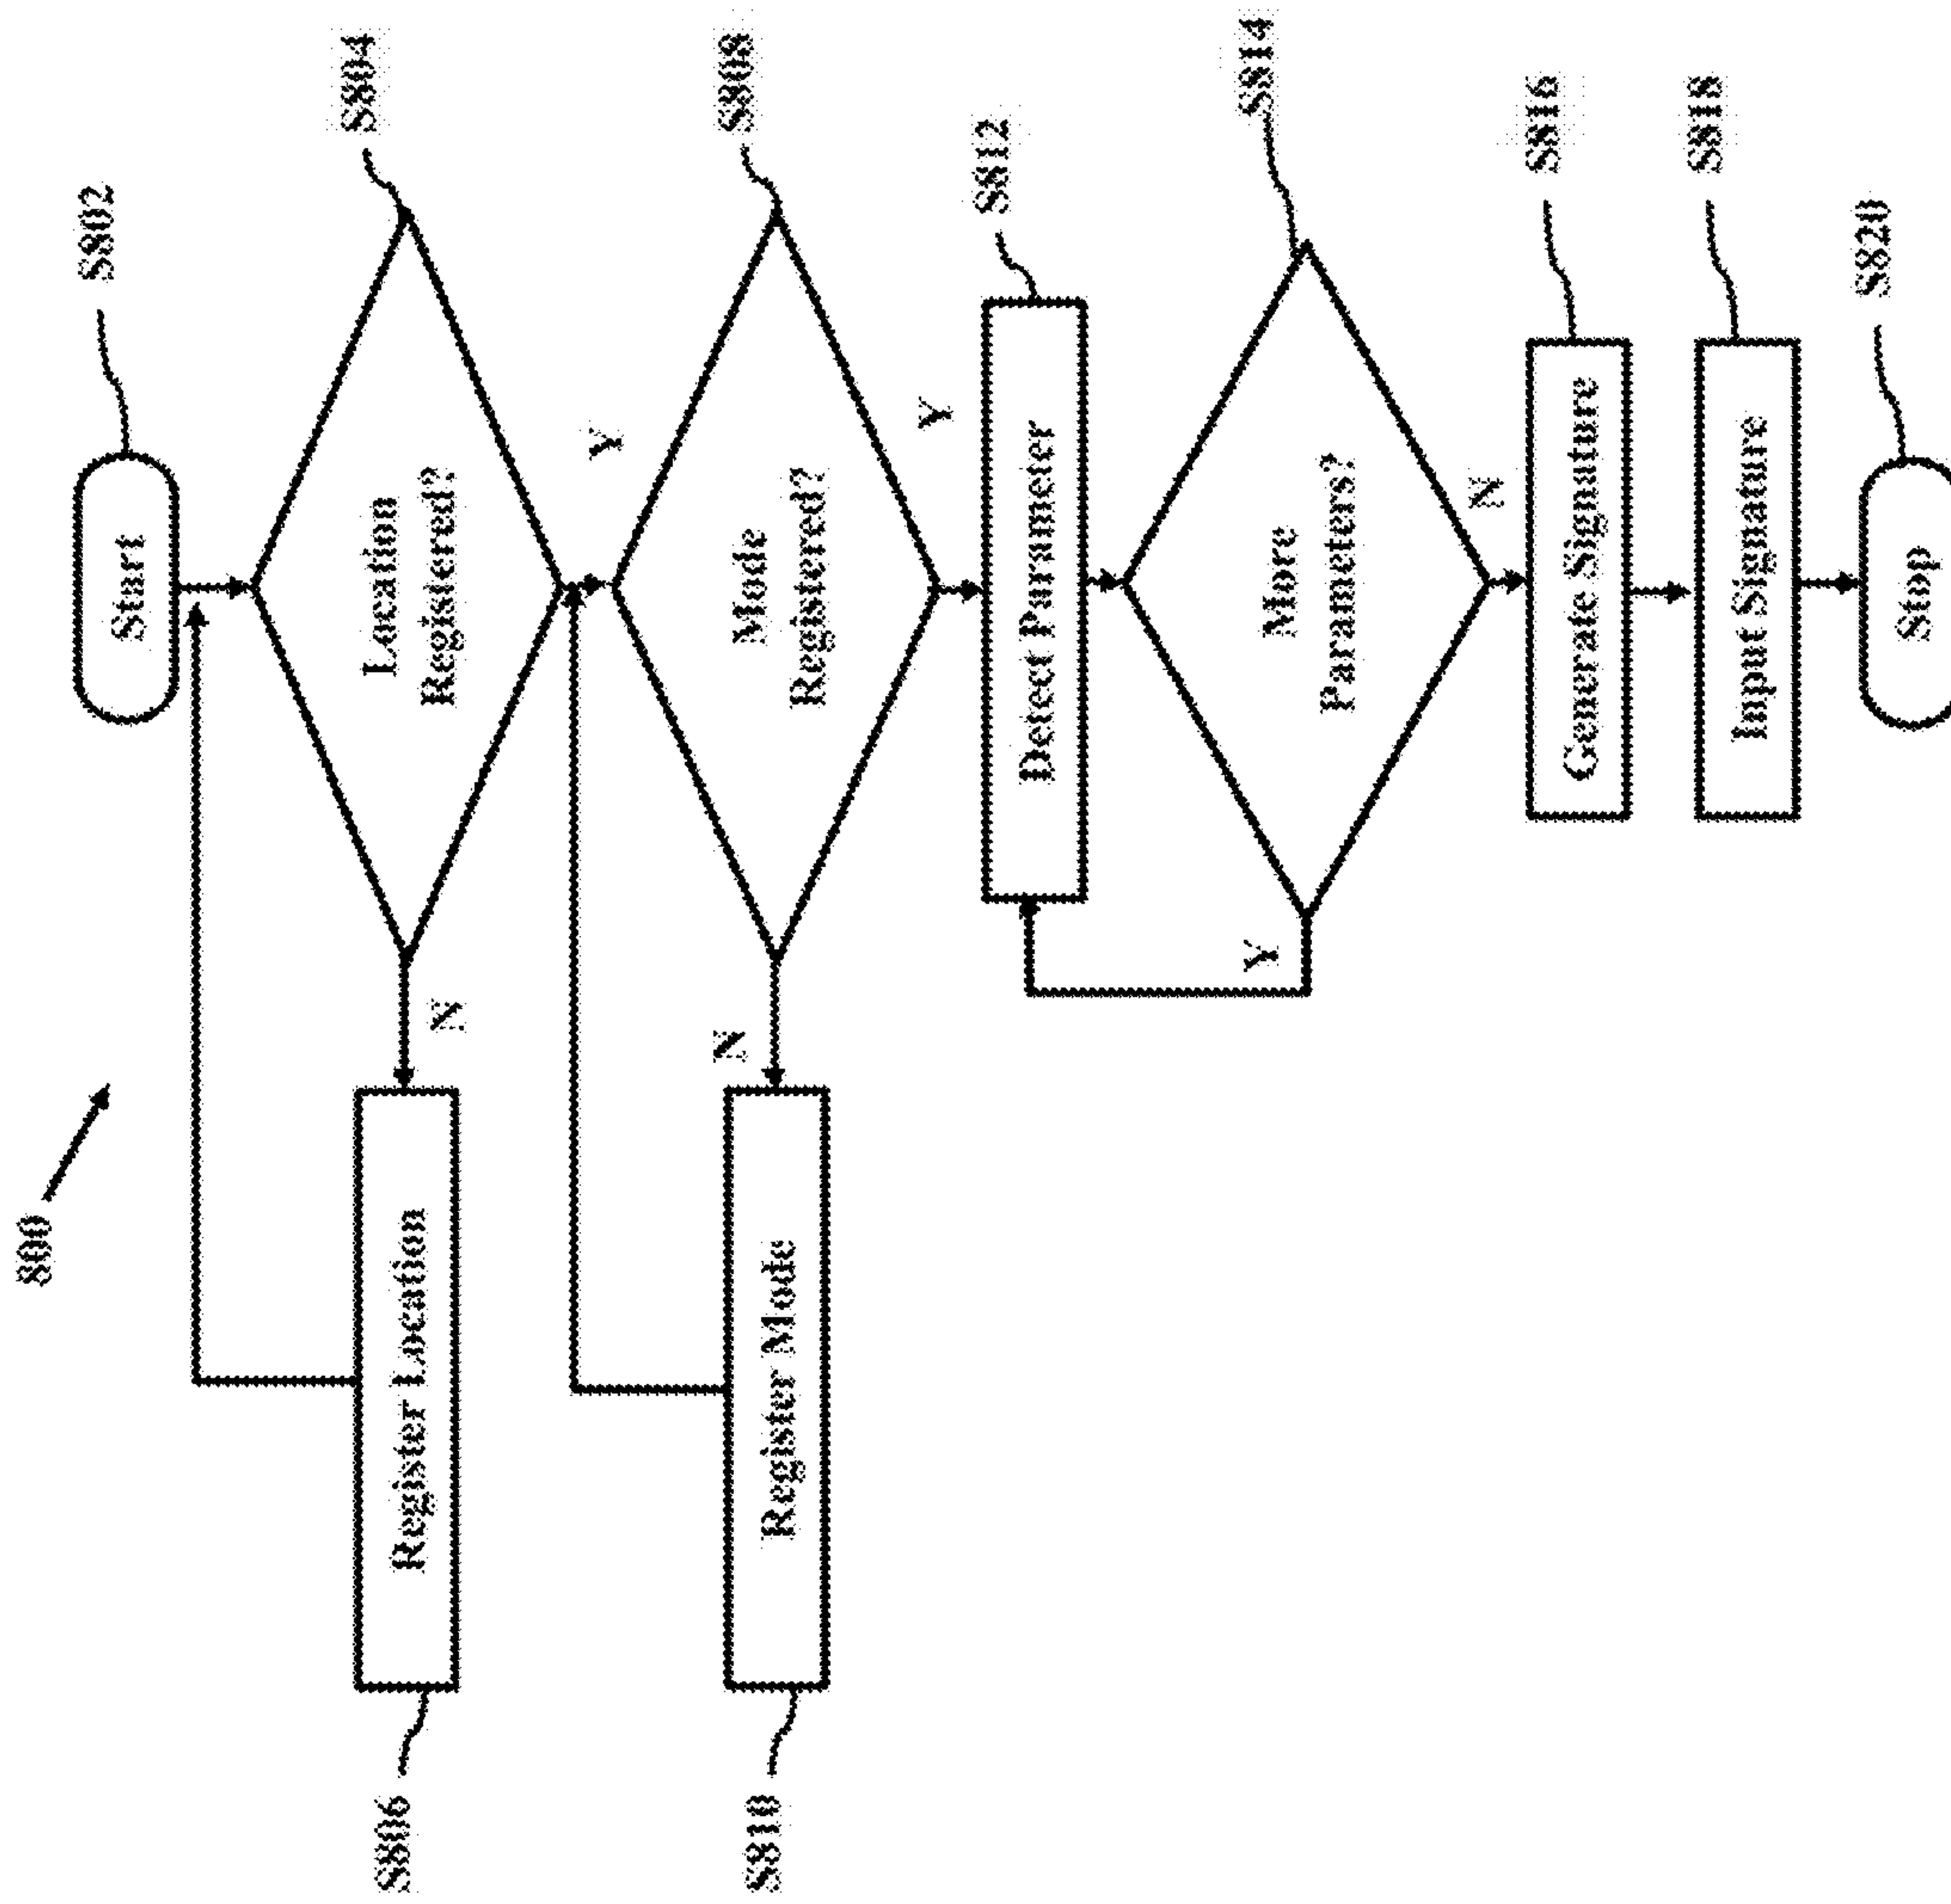 800
Start
S802
Location
Registered?
S804
N
Y
Register Location
S806
Mode
Registered?
S808
N
Y
Register Mode
S810
Detect Parameter
S812
More
Parameters?
S814
Y
N
Generate Signature
S816
Input Signature
S818
Stop
S820